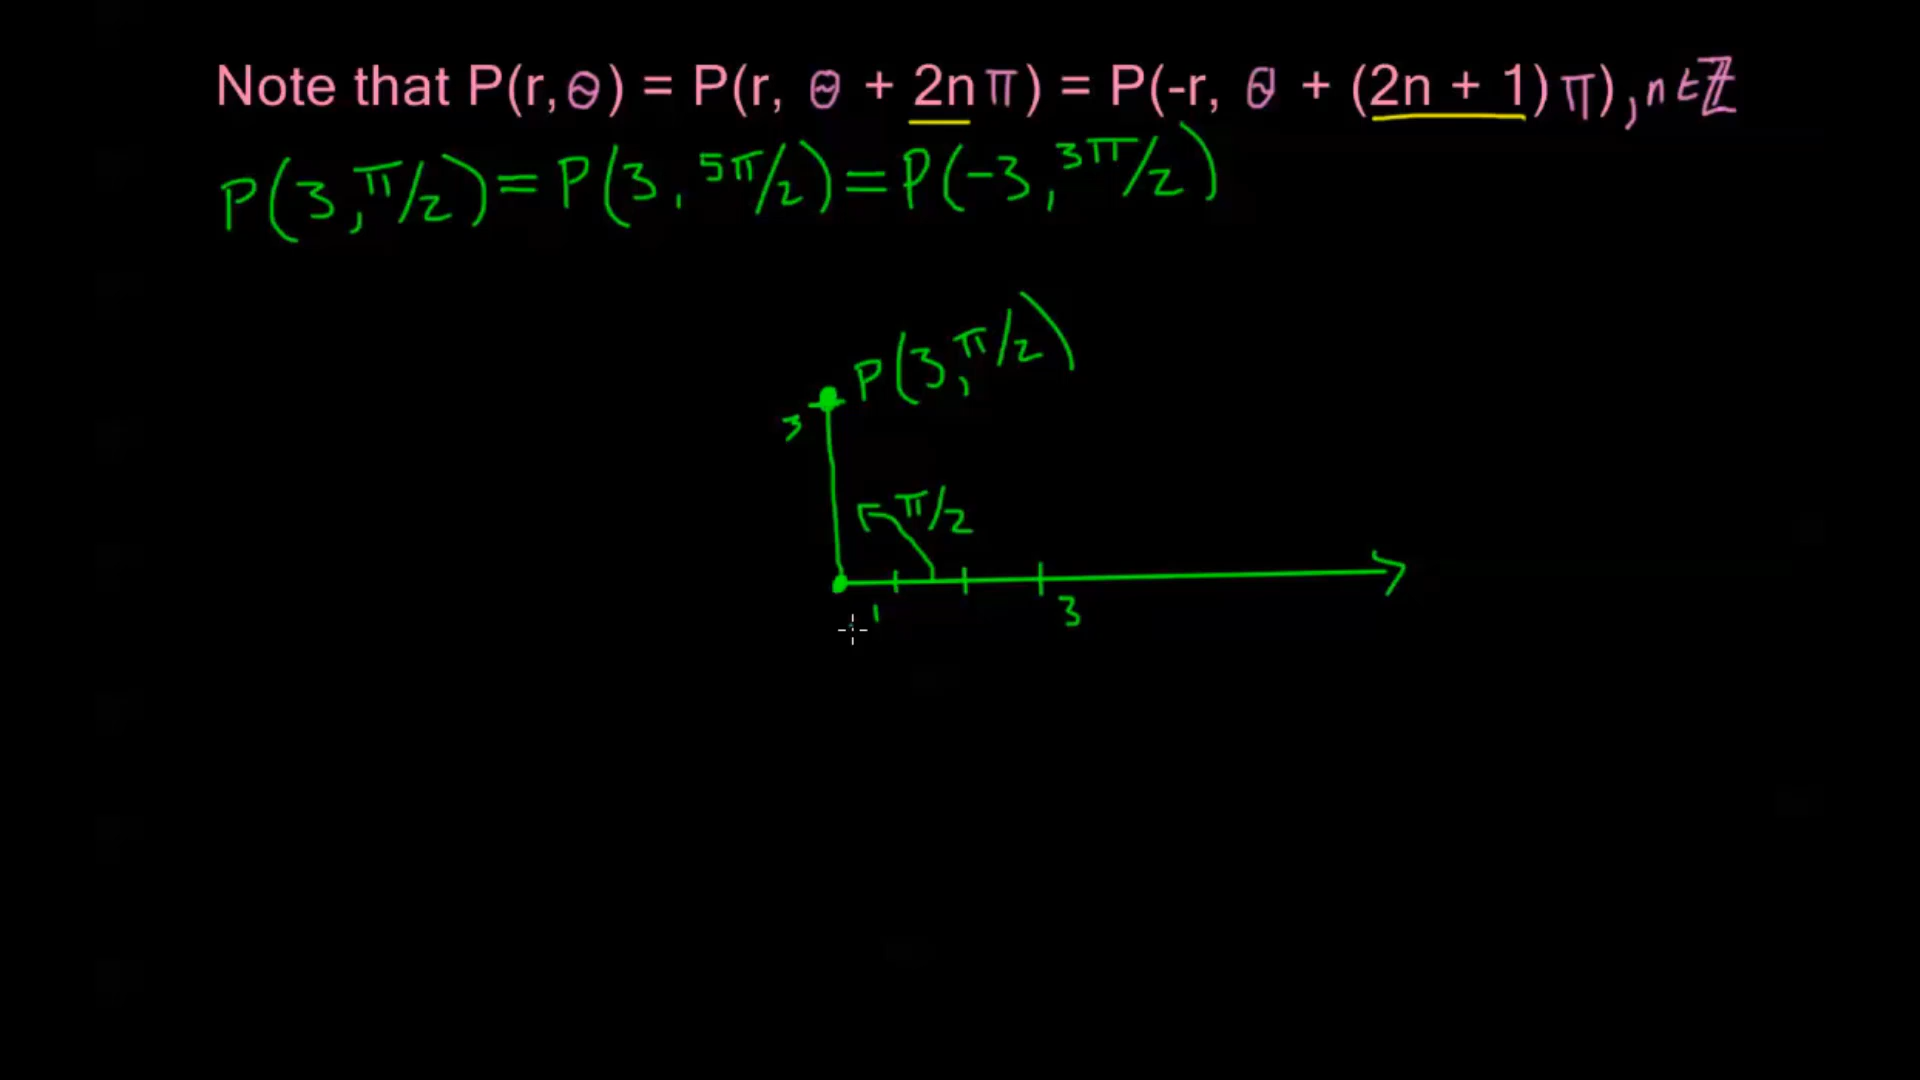 Note that P(r, θ) = P(r, θ + 2nπ) = P(-r, θ + (2n + 1)π), n ∈ ℤ
P(3, π/2) = P(3, 5π/2) = P(-3, 3π/2)
P(3, π/2)
3
π/2
1 3